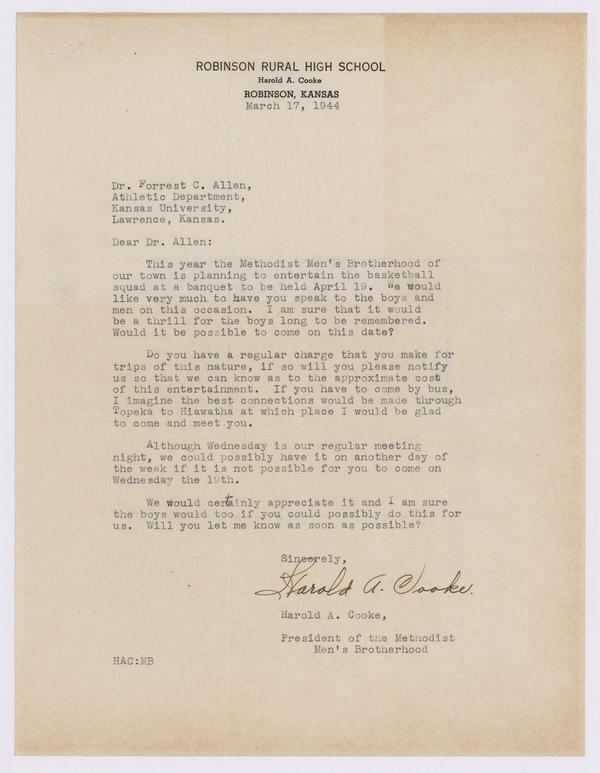 ROBINSON RURAL HIGH SCHOOL
Harold A. Cooke
ROBINSON, KANSAS
March 17, 1944
Dr. Forrest C. Allen,
Athletic Department,
Kansas University,
Lawrence, Kansas.
Dear Dr. Allen:
This year the Methodist Men's Brotherhood of
our town is planning to entertain the basketball
squad at a banquet to be held April 19. We would
like very much to have you speak to the boys and
men on this occasion. I am sure that it would
be a thrill for the boys long to be remembered.
Would it be possible to come on this date?
Do you have a regular charge that you make for
trips of this nature, if so will you please notify
us so that we can know as to the approximate cost
of this entertainment. If you have to come by bus,
I imagine the best connections would be made through
Topeka to Hiawatha at which place I would be glad
to come and meet you.
Although Wednesday is our regular meeting
night, we could possibly have it on another day of
the week if it is not possible for you to come on
Wednesday the 19th.
We would certainly appreciate it and I am sure
the boys would too if you could possibly do this for
us. Will you let me know as soon as possible?
Sincerely,
Harold A. Cooke.
Harold A. Cooke,
President of the Methodist
Men's Brotherhood
HAC:MB